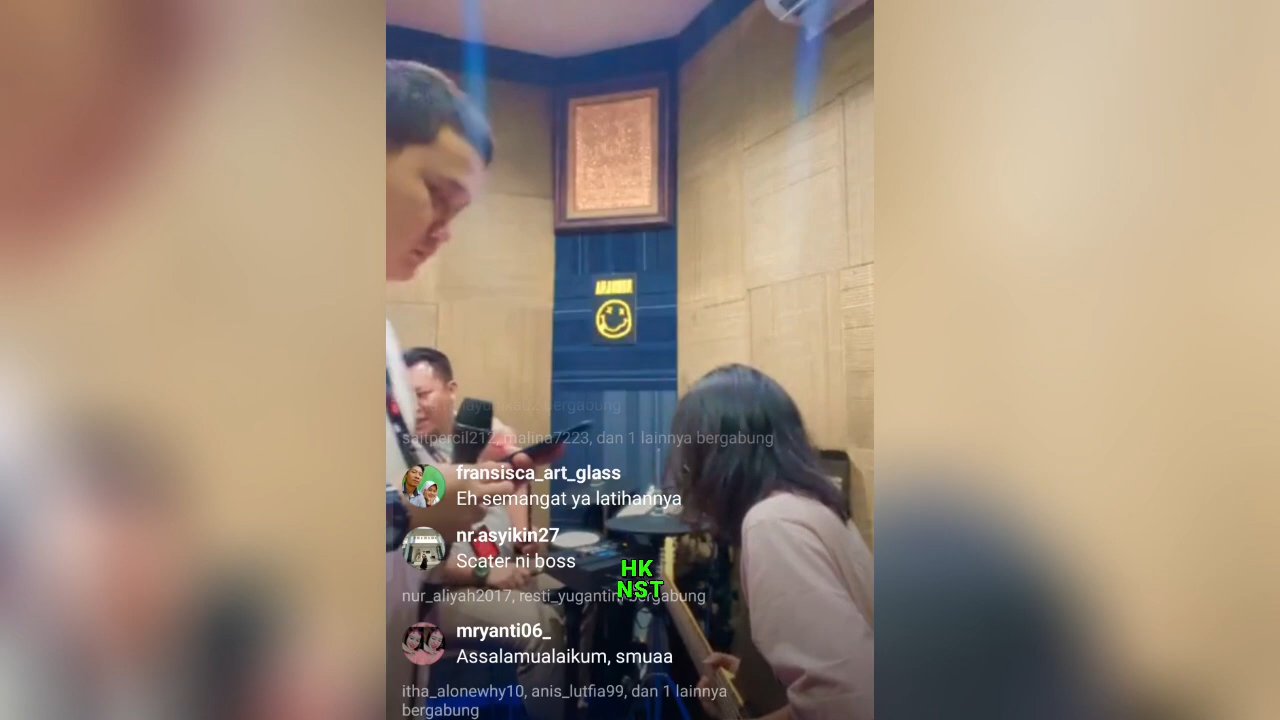 saitpercil212, malina7223, dan 1 lainnya bergabung
fransisca_art_glass
Eh semangat ya latihannya
nr.asyikin27
Scater ni boss
HK
NST
nur_aliyah2017, resti_yugantini bergabung
mryanti06_
Assalamualaikum, smuaa
itha_alonewhy10, anis_lutfia99, dan 1 lainnya
bergabung